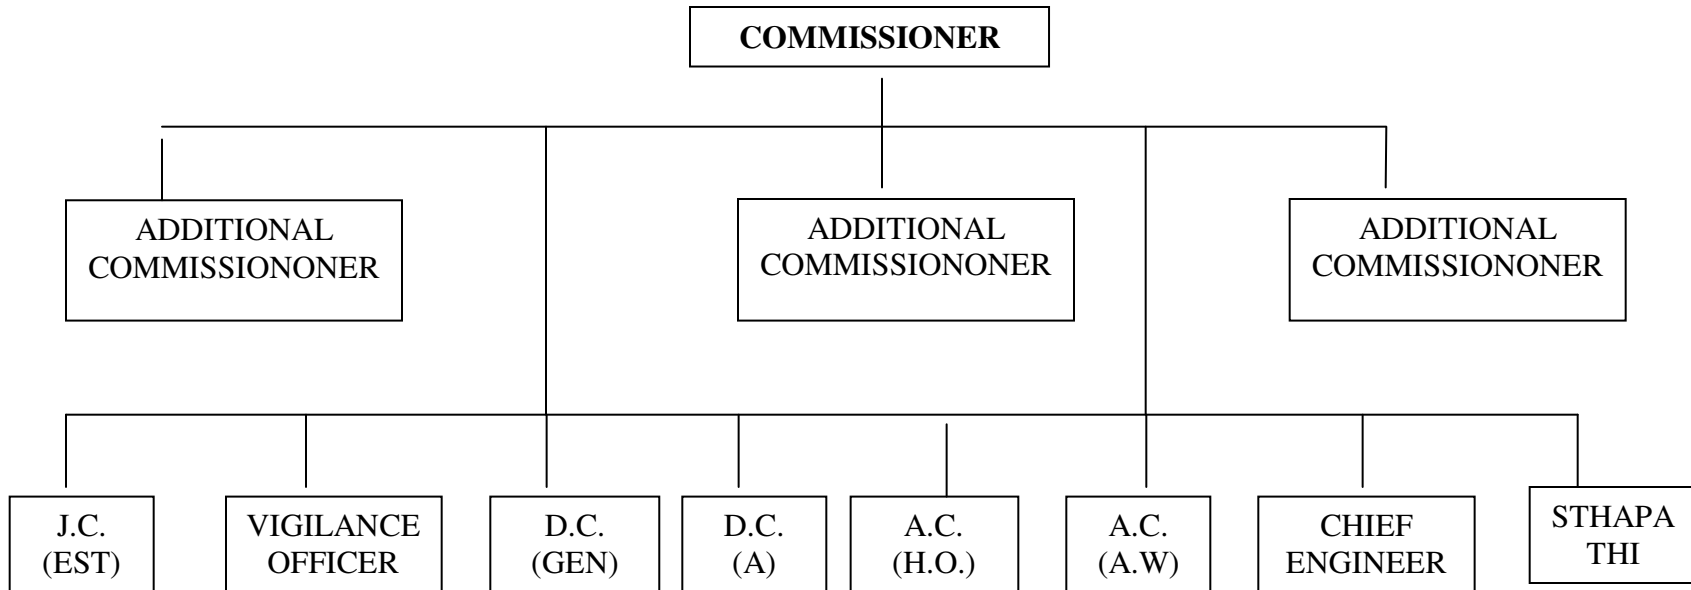 COMMISSIONER
ADDITIONAL
COMMISSIONONER
ADDITIONAL
COMMISSIONONER
ADDITIONAL
COMMISSIONONER
J.C.
(EST)
VIGILANCE
OFFICER
D.C.
(GEN)
D.C.
(A)
A.C.
(H.O.)
A.C.
(A.W)
CHIEF
ENGINEER
STHAPA
THI